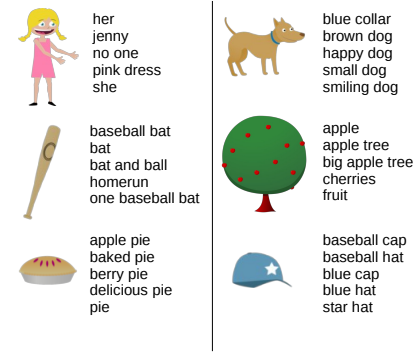 her
jenny
no one
pink dress
she
baseball bat
bat
bat and ball
homerun
one baseball bat
apple pie
baked pie
berry pie
delicious pie
pie
blue collar
brown dog
happy dog
small dog
smiling dog
apple
apple tree
big apple tree
cherries
fruit
baseball cap
baseball hat
blue cap
blue hat
star hat